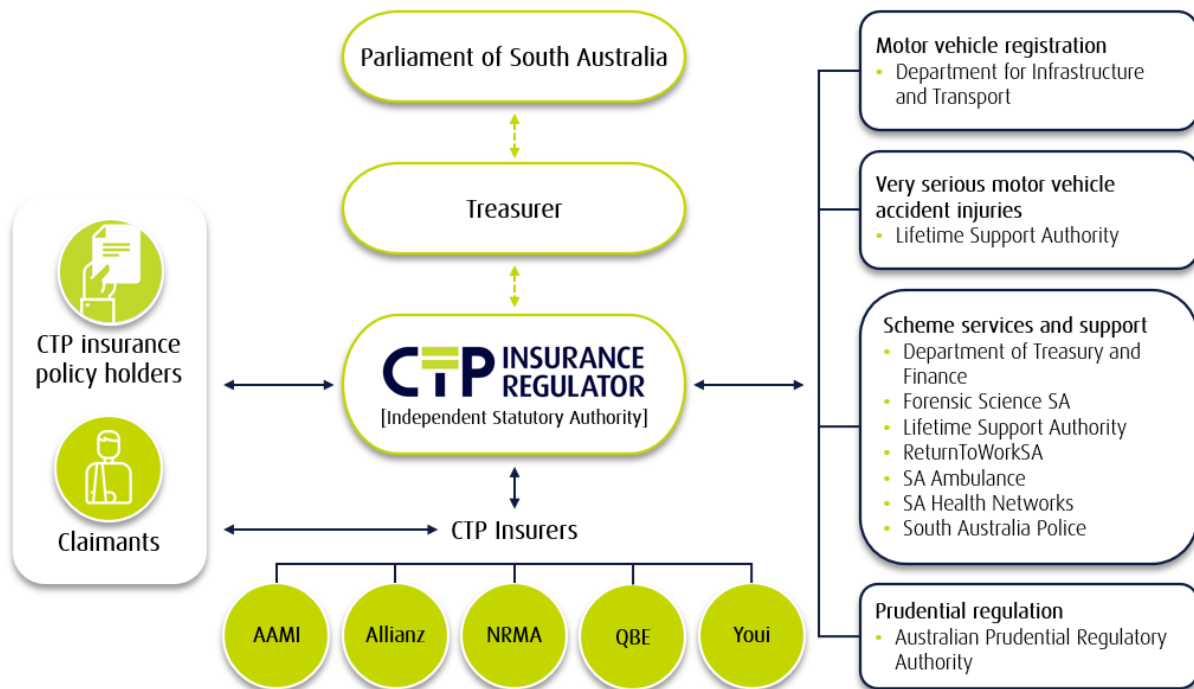 Parliament of South Australia
Treasurer
CTP INSURANCE
REGULATOR
[Independent Statutory Authority]
CTP insurance
policy holders
Claimants
CTP Insurers
AAMI
Allianz
NRMA
QBE
Youi
Motor vehicle registration
• Department for Infrastructure
and Transport
Very serious motor vehicle
accident injuries
• Lifetime Support Authority
Scheme services and support
• Department of Treasury and
Finance
• Forensic Science SA
• Lifetime Support Authority
• ReturnToWorkSA
• SA Ambulance
• SA Health Networks
• South Australia Police
Prudential regulation
• Australian Prudential Regulatory
Authority